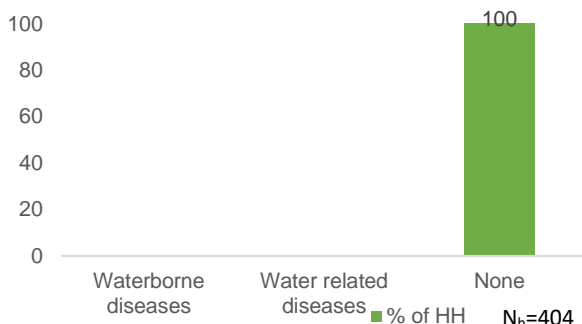 100
80
60
40
20
0
100
Waterborne diseases
Water related diseases
None
% of HH
Nh=404